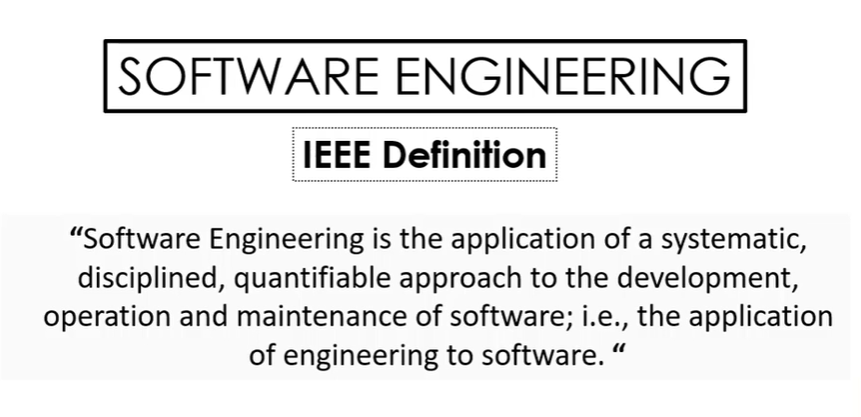 SOFTWARE ENGINEERING
IEEE Definition
“Software Engineering is the application of a systematic,
disciplined, quantifiable approach to the development,
operation and maintenance of software; i.e., the application
of engineering to software. “